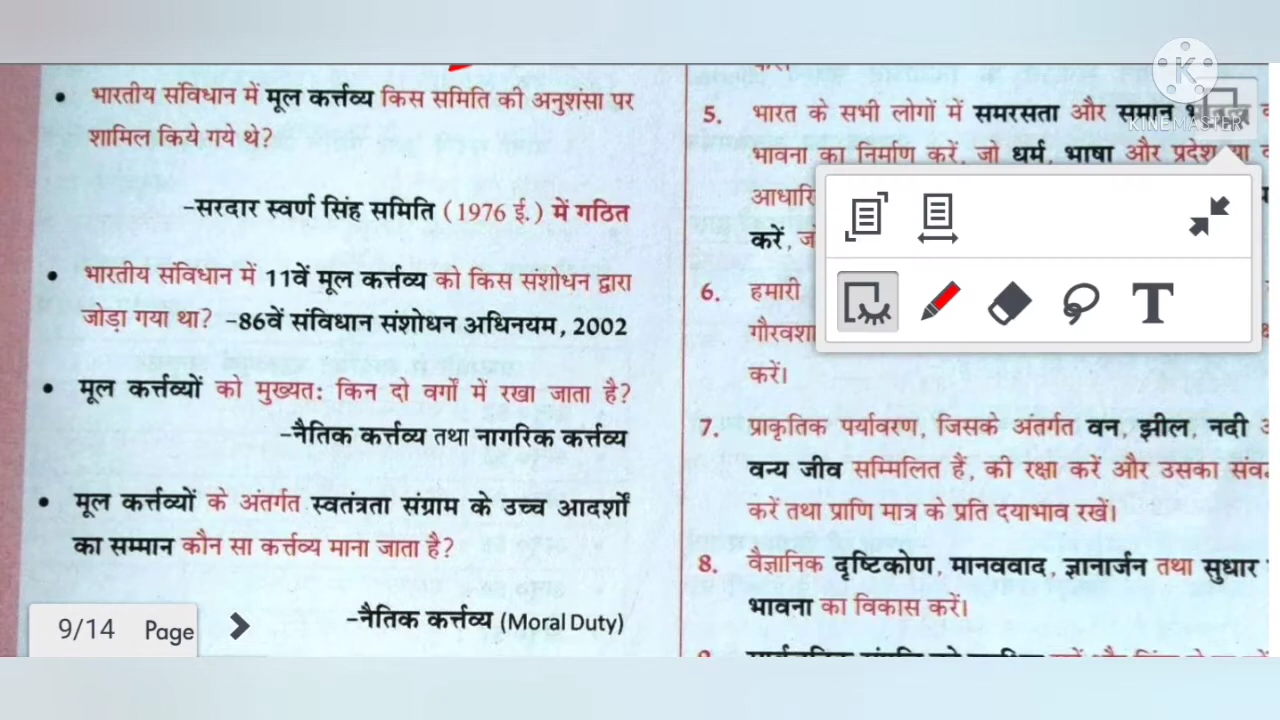 भारतीय संविधान में मूल कर्त्तव्य किस समिति की अनुशंसा पर
शामिल किये गये थे?
-सरदार स्वर्ण सिंह समिति (1976 ई.) में गठित
भारतीय संविधान में 11वें मूल कर्त्तव्य को किस संशोधन द्वारा
जोड़ा गया था? -86वें संविधान संशोधन अधिनयम, 2002
मूल कर्त्तव्यों को मुख्यतः किन दो वर्गों में रखा जाता है?
-नैतिक कर्त्तव्य तथा नागरिक कर्त्तव्य
मूल कर्त्तव्यों के अंतर्गत स्वतंत्रता संग्राम के उच्च आदर्शों
का सम्मान कौन सा कर्त्तव्य माना जाता है?
-नैतिक कर्त्तव्य (Moral Duty)
9/14 Page
5. भारत के सभी लोगों में समरसता और समान
भावना का निर्माण करें, जो धर्म, भाषा और प्रदेश या
करें,
6. हमारी
करें।
7. प्राकृतिक पर्यावरण, जिसके अंतर्गत वन, झील, नदी
वन्य जीव सम्मिलित हैं, की रक्षा करें और उसका
करें तथा प्राणि मात्र के प्रति दयाभाव रखें।
8. वैज्ञानिक दृष्टिकोण, मानववाद, ज्ञानार्जन तथा सुधार
भावना का विकास करें।
K
KINEMASTER
T